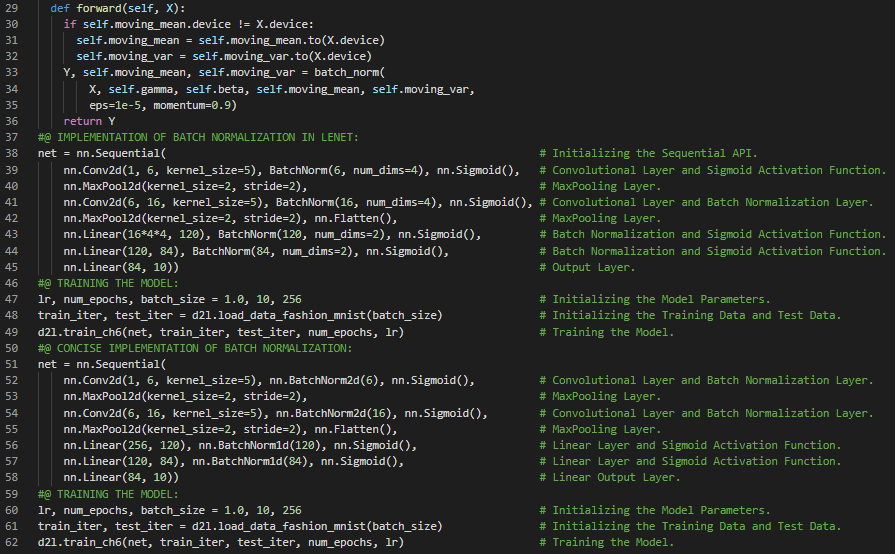 29 def forward(self, X):
30 if self.moving_mean.device != X.device:
31 self.moving_mean = self.moving_mean.to(X.device)
32 self.moving_var = self.moving_var.to(X.device)
33 Y, self.moving_mean, self.moving_var = batch_norm(
34 X, self.gamma, self.beta, self.moving_mean, self.moving_var,
35 eps=1e-5, momentum=0.9)
36 return Y
37 #@ IMPLEMENTATION OF BATCH NORMALIZATION IN LENET:
38 net = nn.Sequential( # Initializing the Sequential API.
39 nn.Conv2d(1, 6, kernel_size=5), BatchNorm(6, num_dims=4), nn.Sigmoid(), # Convolutional Layer and Sigmoid Activation Function.
40 nn.MaxPool2d(kernel_size=2, stride=2), # MaxPooling Layer.
41 nn.Conv2d(6, 16, kernel_size=5), BatchNorm(16, num_dims=4), nn.Sigmoid(), # Convolutional Layer and Batch Normalization Layer.
42 nn.MaxPool2d(kernel_size=2, stride=2), nn.Flatten(), # MaxPooling Layer.
43 nn.Linear(16*4*4, 120), BatchNorm(120, num_dims=2), nn.Sigmoid(), # Batch Normalization and Sigmoid Activation Function.
44 nn.Linear(120, 84), BatchNorm(84, num_dims=2), nn.Sigmoid(), # Batch Normalization and Sigmoid Activation Function.
45 nn.Linear(84, 10)) # Output Layer.
46 #@ TRAINING THE MODEL:
47 lr, num_epochs, batch_size = 1.0, 10, 256 # Initializing the Model Parameters.
48 train_iter, test_iter = d2l.load_data_fashion_mnist(batch_size) # Initializing the Training Data and Test Data.
49 d2l.train_ch6(net, train_iter, test_iter, num_epochs, lr) # Training the Model.
50 #@ CONCISE IMPLEMENTATION OF BATCH NORMALIZATION:
51 net = nn.Sequential(
52 nn.Conv2d(1, 6, kernel_size=5), nn.BatchNorm2d(6), nn.Sigmoid(), # Convolutional Layer and Batch Normalization Layer.
53 nn.MaxPool2d(kernel_size=2, stride=2), # MaxPooling Layer.
54 nn.Conv2d(6, 16, kernel_size=5), nn.BatchNorm2d(16), nn.Sigmoid(), # Convolutional Layer and Batch Normalization Layer.
55 nn.MaxPool2d(kernel_size=2, stride=2), nn.Flatten(), # MaxPooling Layer.
56 nn.Linear(256, 120), nn.BatchNorm1d(120), nn.Sigmoid(), # Linear Layer and Sigmoid Activation Function.
57 nn.Linear(120, 84), nn.BatchNorm1d(84), nn.Sigmoid(), # Linear Layer and Sigmoid Activation Function.
58 nn.Linear(84, 10)) # Linear Output Layer.
59 #@ TRAINING THE MODEL:
60 lr, num_epochs, batch_size = 1.0, 10, 256 # Initializing the Model Parameters.
61 train_iter, test_iter = d2l.load_data_fashion_mnist(batch_size) # Initializing the Training Data and Test Data.
62 d2l.train_ch6(net, train_iter, test_iter, num_epochs, lr) # Training the Model.